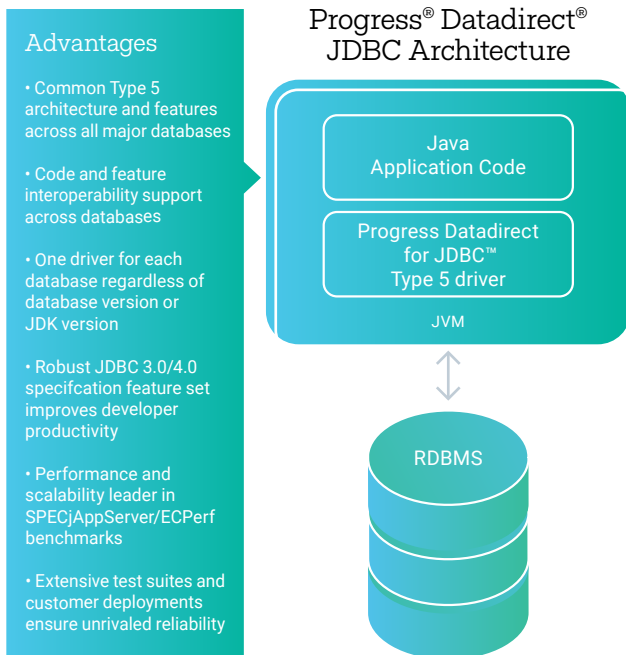 Advantages
• Common Type 5
architecture and features
across all major databases
• Code and feature
interoperability support
across databases
• One driver for each
database regardless of
database version or
JDK version
• Robust JDBC 3.0/4.0
specifcation feature set
improves developer
productivity
• Performance and
scalability leader in
SPECjAppServer/ECPerf
benchmarks
• Extensive test suites and
customer deployments
ensure unrivaled reliability
Progress® Datadirect®
JDBC Architecture
Java
Application Code
Progress Datadirect
for JDBC™
Type 5 driver
JVM
RDBMS